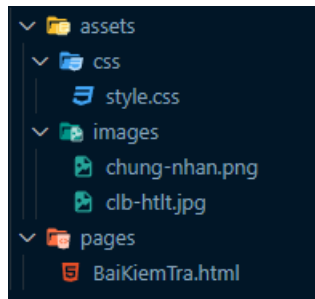 assets
css
style.css
images
chung-nhan.png
clb-htlt.jpg
pages
BaiKiemTra.html